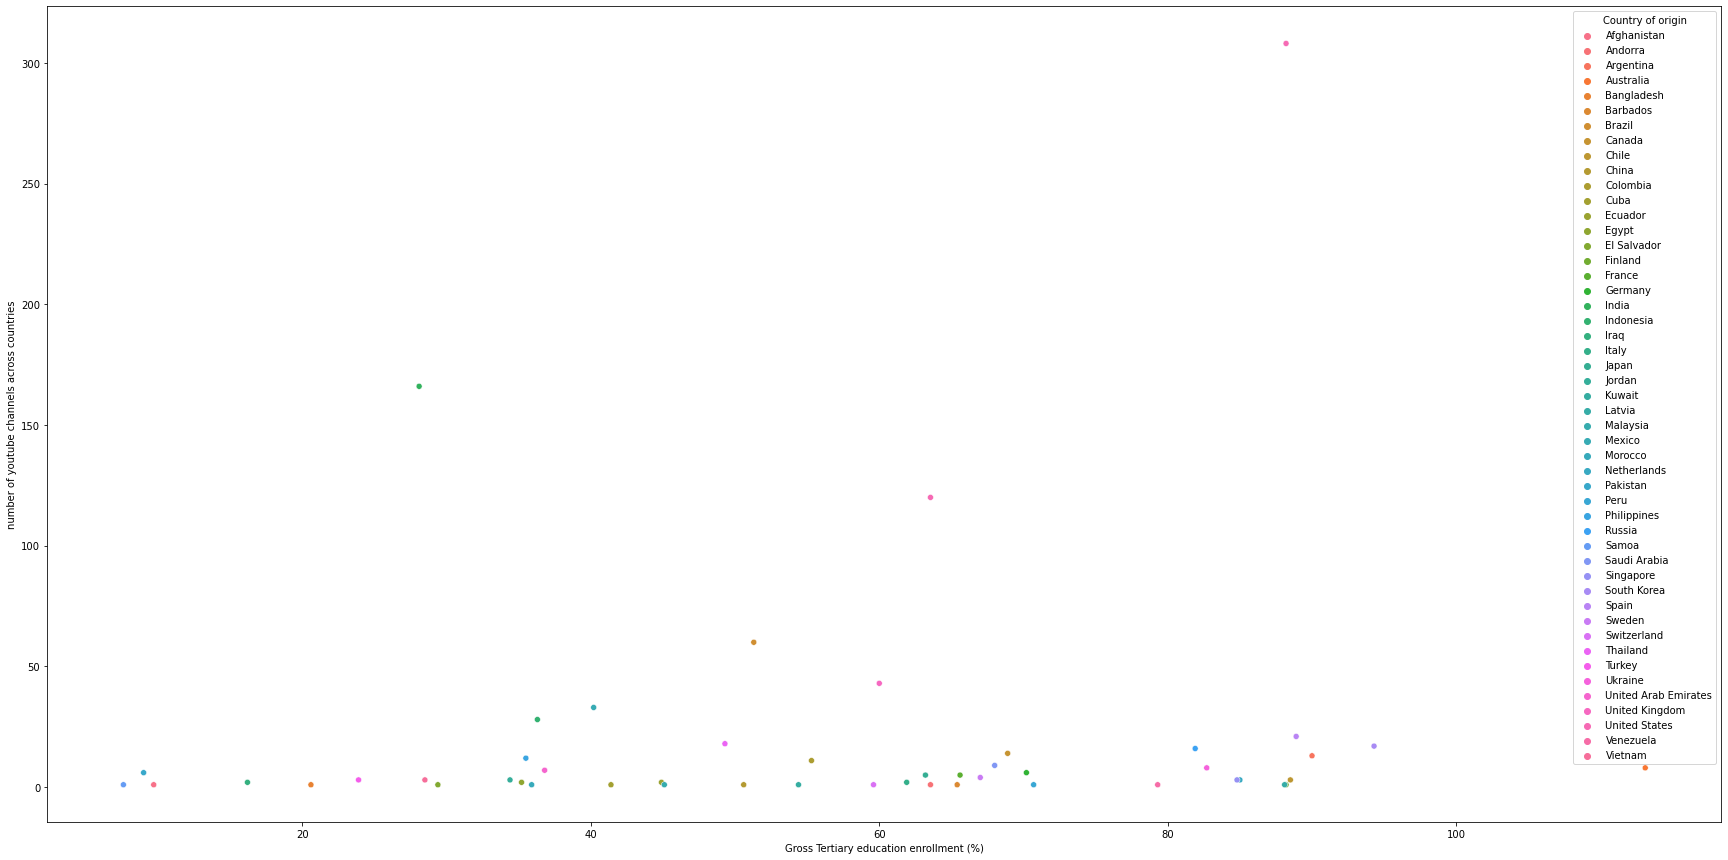 Country of origin
Afghanistan
Andorra
Argentina
Australia
Bangladesh
Barbados
Brazil
Canada
Chile
China
Colombia
Cuba
Ecuador
Egypt
El Salvador
Finland
France
Germany
India
Indonesia
Iraq
Italy
Japan
Jordan
Kuwait
Latvia
Malaysia
Mexico
Morocco
Netherlands
Pakistan
Peru
Philippines
Russia
Samoa
Saudi Arabia
Singapore
South Korea
Spain
Sweden
Switzerland
Thailand
Turkey
Ukraine
United Arab Emirates
United Kingdom
United States
Venezuela
Vietnam
300
250
200
150
100
50
0
number of youtube channels across countries
20 40 60 80 100
Gross Tertiary education enrollment (%)